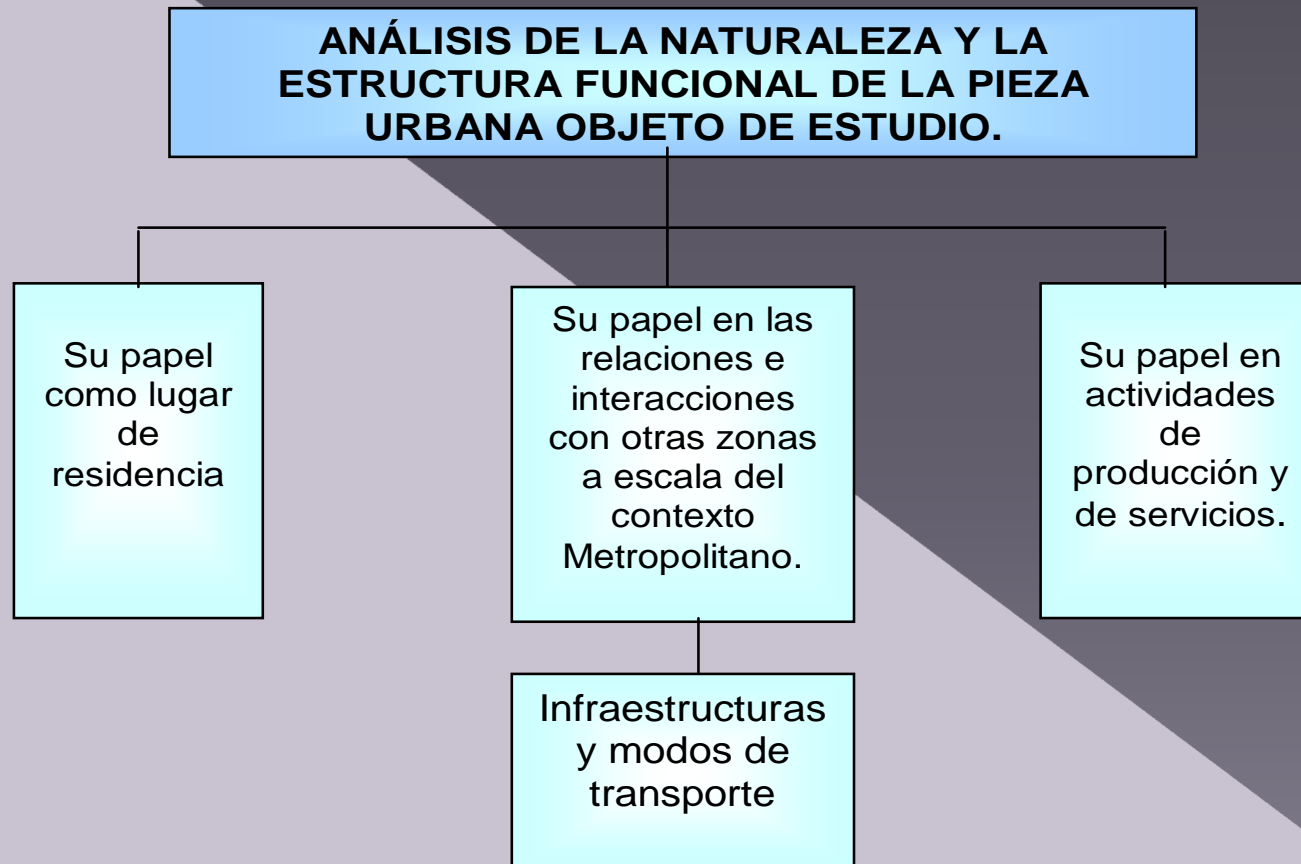 ANÁLISIS DE LA NATURALEZA Y LA
ESTRUCTURA FUNCIONAL DE LA PIEZA
URBANA OBJETO DE ESTUDIO.
Su papel
como lugar
de
residencia
Su papel en las
relaciones e
interacciones
con otras zonas
a escala del
contexto
Metropolitano.
Su papel en
actividades
de
producción y
de servicios.
Infraestructuras
y modos de
transporte